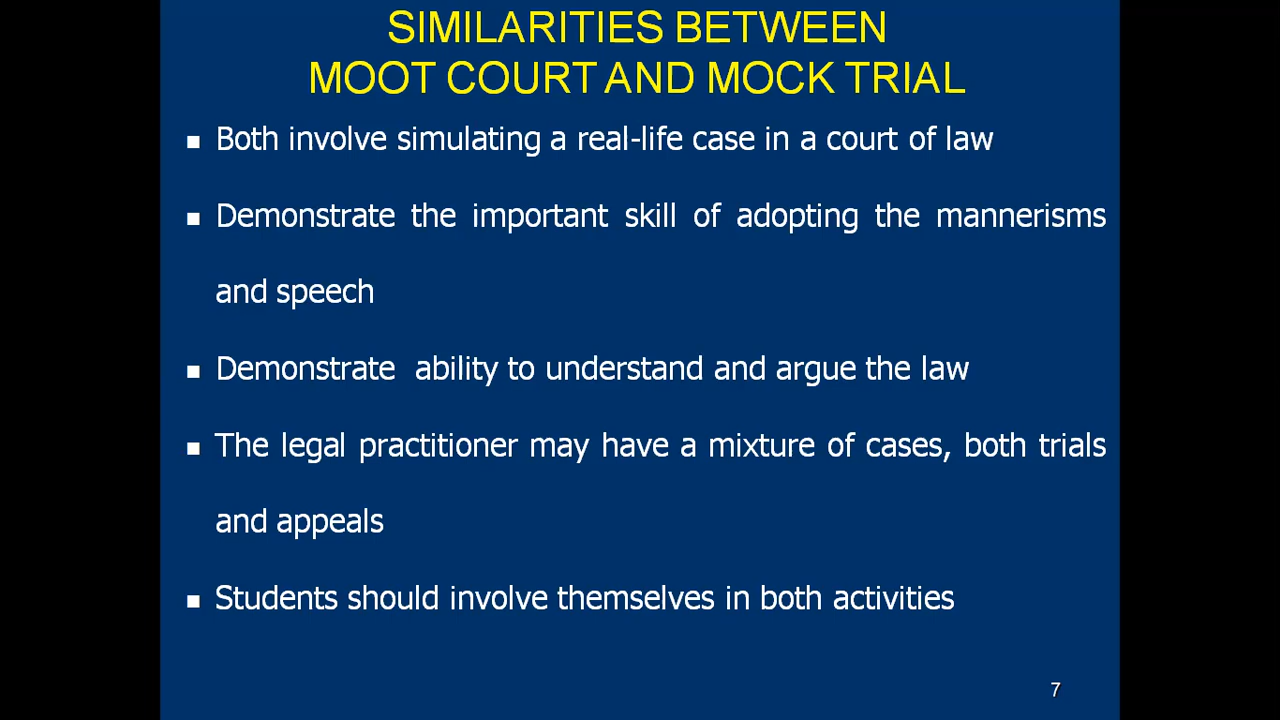 SIMILARITIES BETWEEN
MOOT COURT AND MOCK TRIAL
▪ Both involve simulating a real-life case in a court of law
▪ Demonstrate the important skill of adopting the mannerisms
and speech
▪ Demonstrate ability to understand and argue the law
▪ The legal practitioner may have a mixture of cases, both trials
and appeals
▪ Students should involve themselves in both activities
7